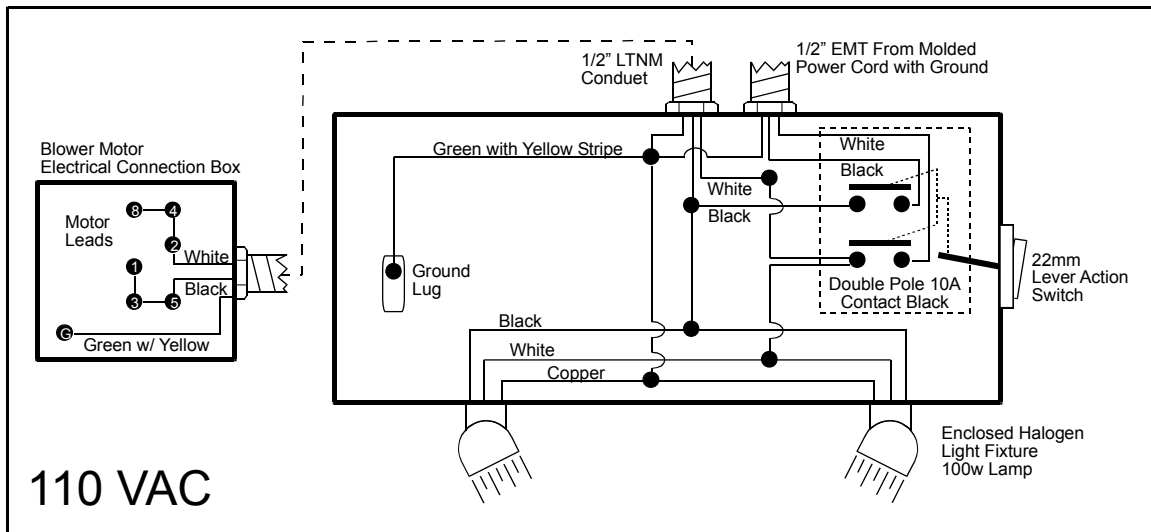 1/2” LTNM
Conduet
1/2” EMT From Molded
Power Cord with Ground
Blower Motor
Electrical Connection Box
Green with Yellow Stripe
White
Black
White
Black
8
4
Motor
Leads
2
White
1
Black
3
5
G
Green w/ Yellow
Ground
Lug
Double Pole 10A
Contact Black
22mm
Lever Action
Switch
Black
White
Copper
Enclosed Halogen
Light Fixture
100w Lamp
110 VAC